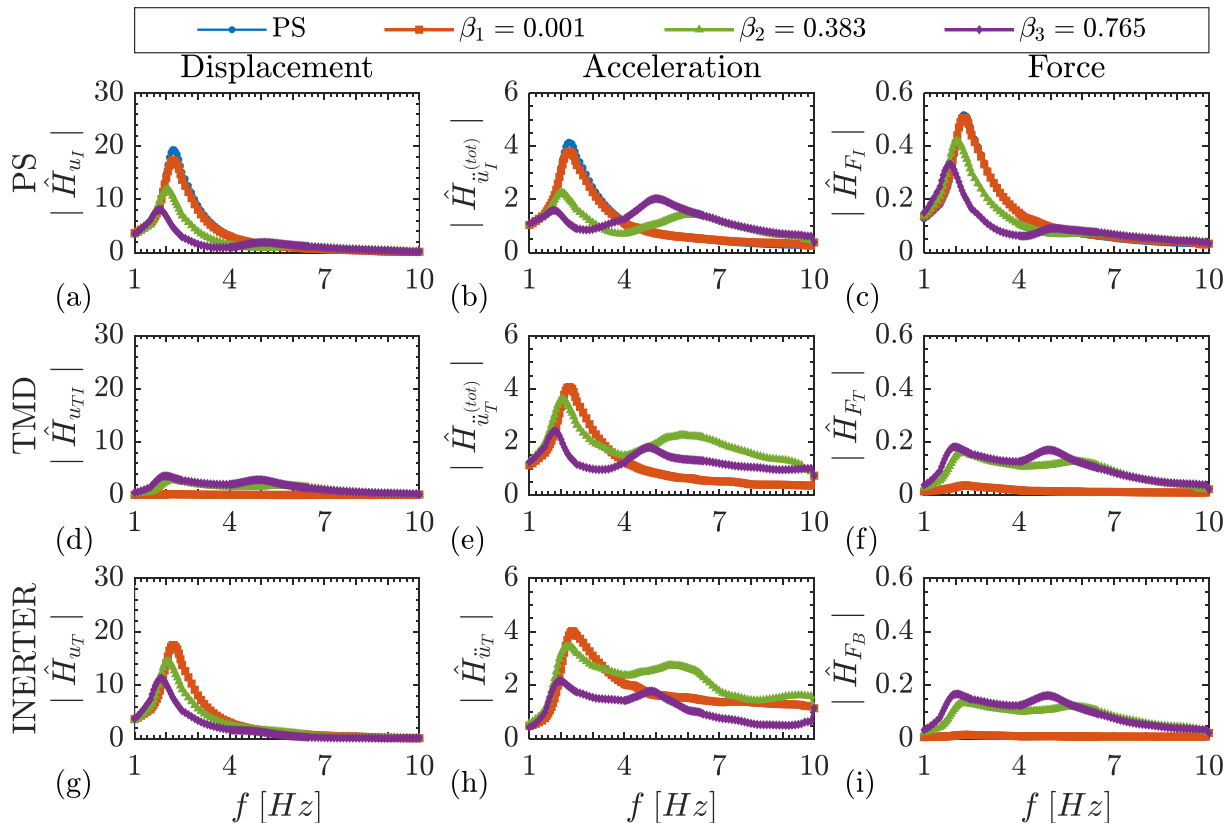 PS β₁ = 0.001 β₂ = 0.383 β₃ = 0.765
Displacement Acceleration Force
PS
| Ĥ_{u_I} |
30
20
10
0
1 4 7 10
(a)
| Ĥ_{ü_I^{(tot)}} |
6
4
2
0
1 4 7 10
(b)
| Ĥ_{F_I} |
0.6
0.4
0.2
0
1 4 7 10
(c)
TMD
| Ĥ_{u_{TI}} |
30
20
10
0
1 4 7 10
(d)
| Ĥ_{ü_T^{(tot)}} |
6
4
2
0
1 4 7 10
(e)
| Ĥ_{F_T} |
0.6
0.4
0.2
0
1 4 7 10
(f)
INERTER
| Ĥ_{u_T} |
30
20
10
0
1 4 7 10
(g)
f [Hz]
| Ĥ_{ü_T} |
6
4
2
0
1 4 7 10
(h)
f [Hz]
| Ĥ_{F_B} |
0.6
0.4
0.2
0
1 4 7 10
(i)
f [Hz]